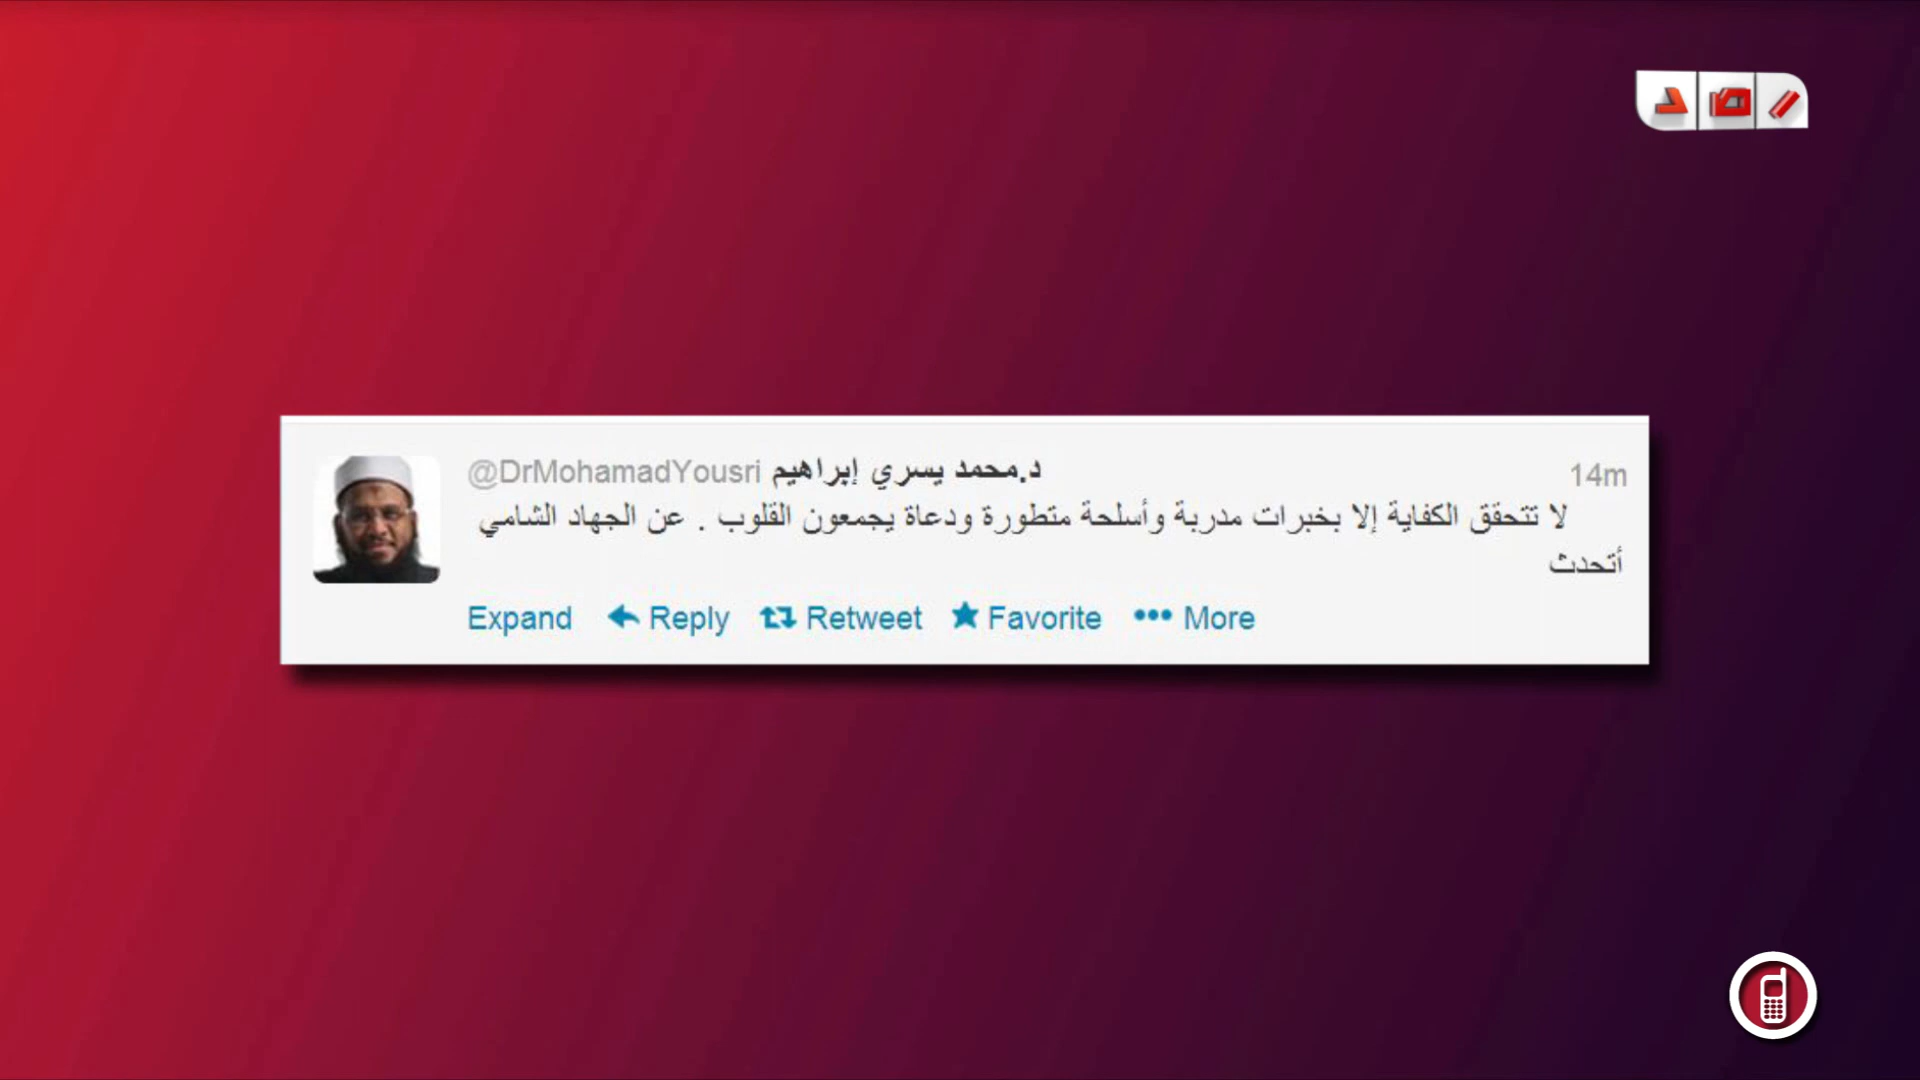 رصد
@DrMohamadYousri د.محمد يسري إبراهيم
14m
لا تتحقق الكفاية إلا بخبرات مدربة وأسلحة متطورة ودعاة يجمعون القلوب . عن الجهاد الشامي
أتحدث
Expand Reply Retweet Favorite More